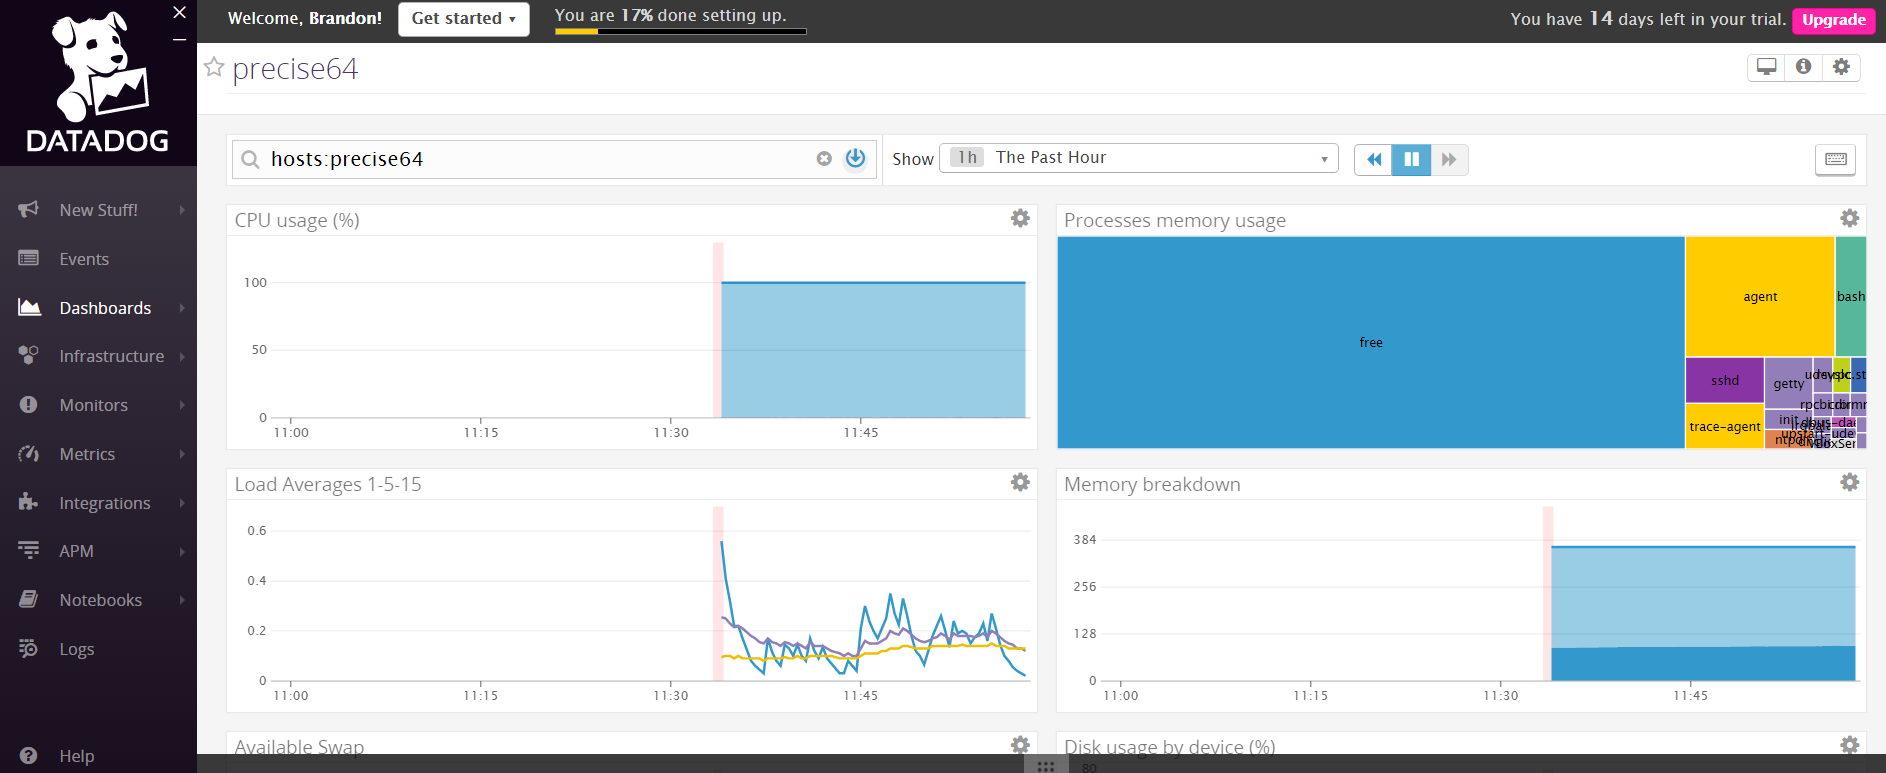 Welcome, Brandon!
Get started
You are 17% done setting up.
You have 14 days left in your trial.
Upgrade
DATADOG
precise64
hosts:precise64
Show
1h The Past Hour
New Stuff!
Events
Dashboards
Infrastructure
Monitors
Metrics
Integrations
APM
Notebooks
Logs
Help
CPU usage (%)
100
50
0
11:00 11:15 11:30 11:45
Processes memory usage
free
agent
bash
sshd
getty
trace-agent
init
Load Averages 1-5-15
0.6
0.4
0.2
0
11:00 11:15 11:30 11:45
Memory breakdown
384
256
128
0
11:00 11:15 11:30 11:45
Available Swap
Disk usage by device (%)
80